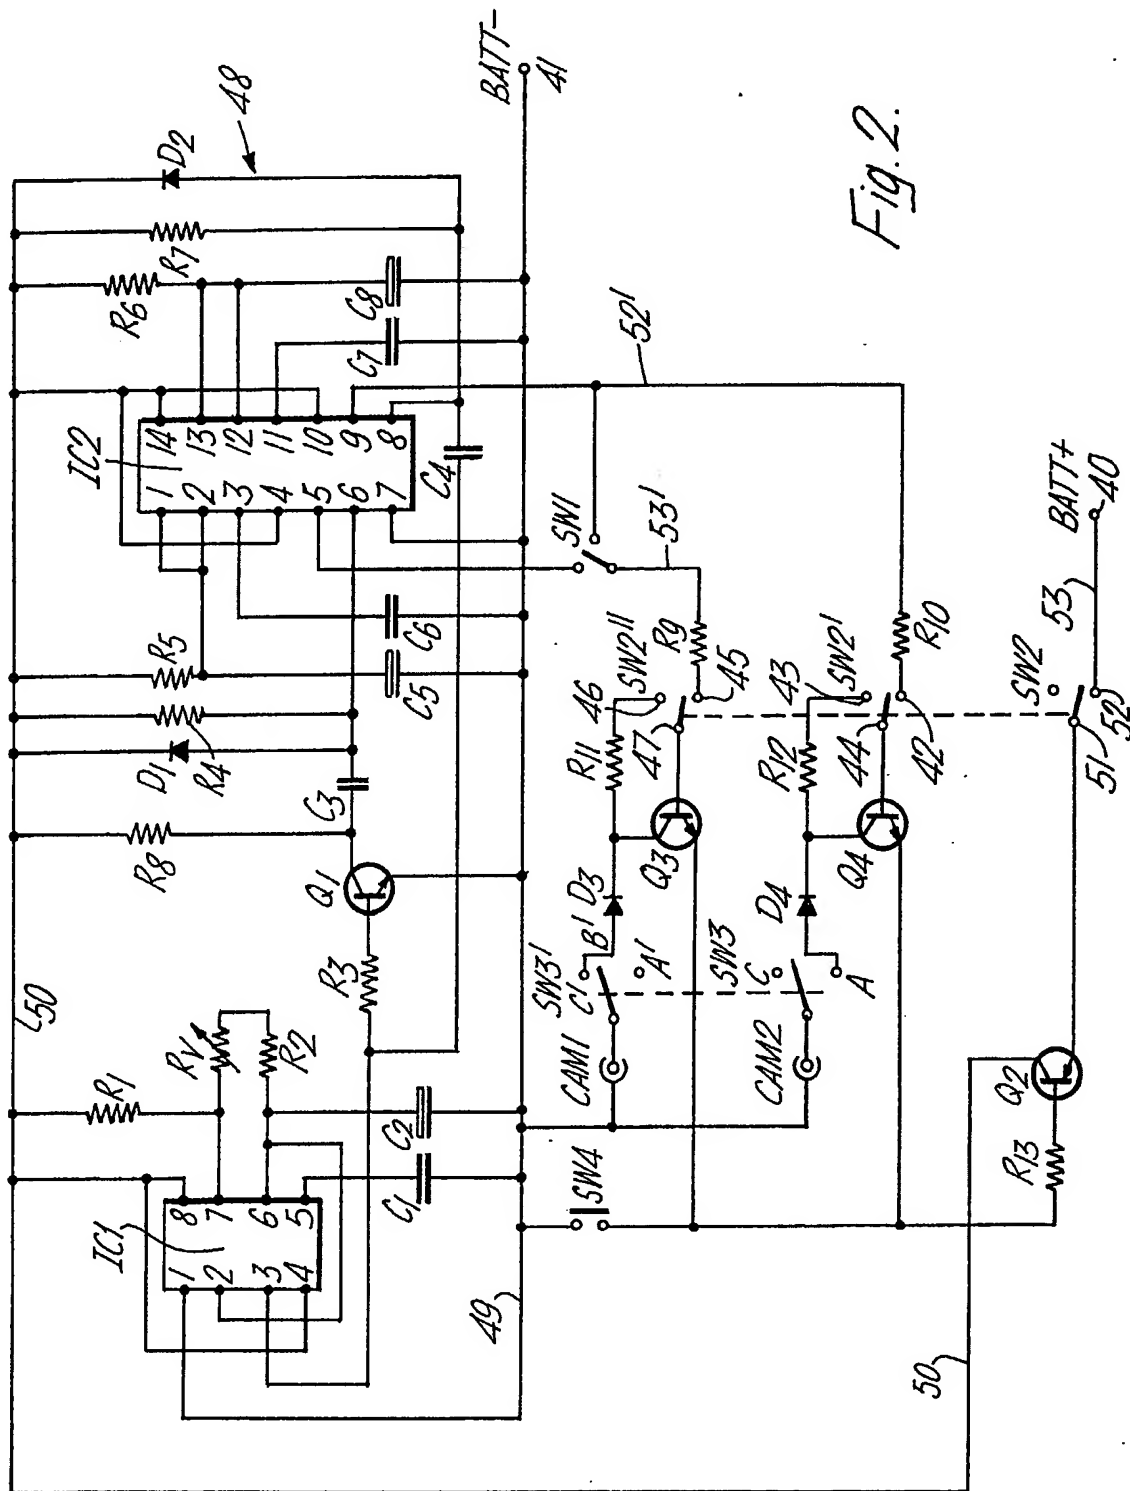 50
48
D2
R7
R6
C8
C7
BATT-
41
IC2
1
2
3
4
5
6
7
14
13
12
11
10
9
8
C4
R5
R4
D1
C5
C6
C3
R8
Q1
R3
RV
R2
R1
C2
C1
IC1
1
2
3
4
8
7
6
5
49
SW4
SW1
52'
53'
R9
SW2''
46
45
47
R11
Q3
D3
B'
SW3'
C'
A'
CAM1
SW3
C
A
CAM2
D4
R12
43
SW2'
44
42
Q4
R10
50
Q2
R13
SW2
51
52
53
BATT+
40
Fig. 2.